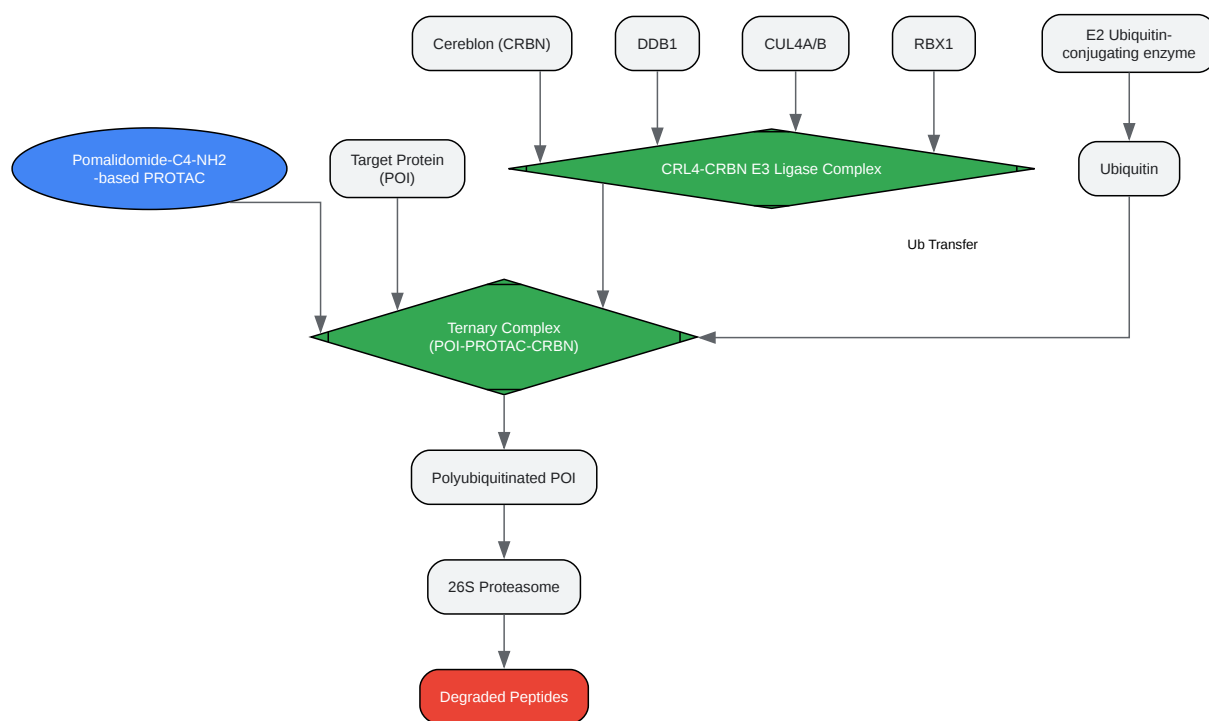 Cereblon (CRBN)
DDB1
CUL4A/B
RBX1
E2 Ubiquitin-
conjugating enzyme
Pomalidomide-C4-NH2
-based PROTAC
Target Protein
(POI)
CRL4-CRBN E3 Ligase Complex
Ubiquitin
Ub Transfer
Ternary Complex
(POI-PROTAC-CRBN)
Polyubiquitinated POI
26S Proteasome
Degraded Peptides